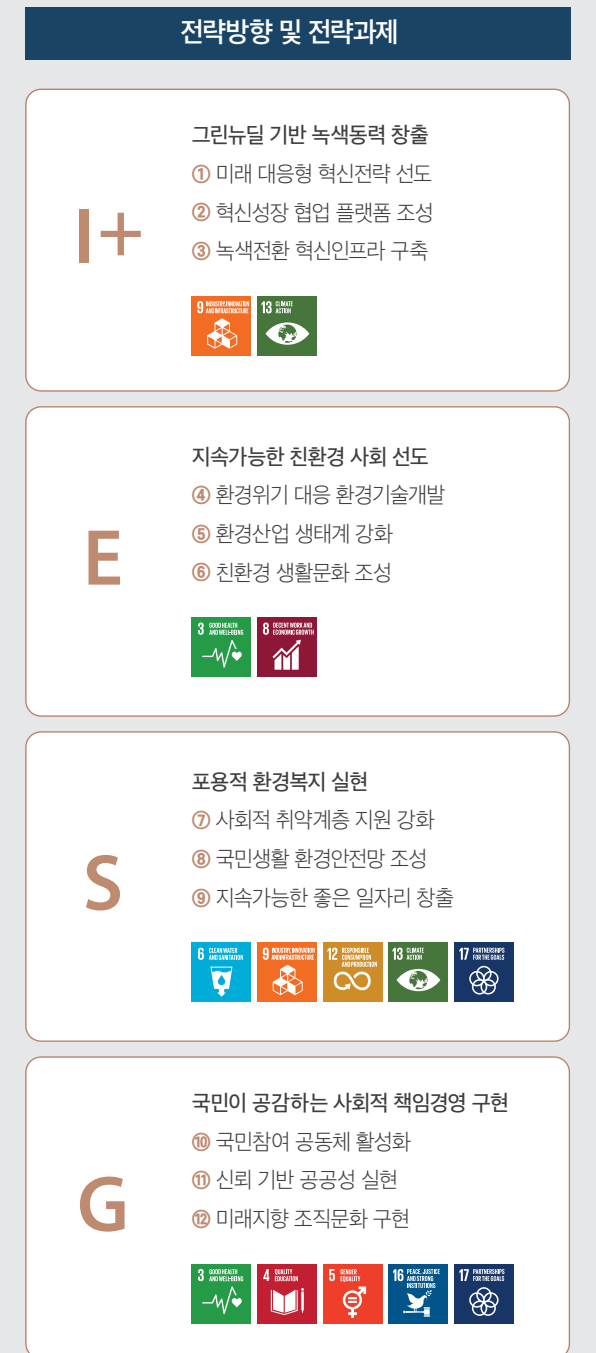 전략방향 및 전략과제
I+
그린뉴딜 기반 녹색동력 창출
① 미래 대응형 혁신전략 선도
② 혁신성장 협업 플랫폼 조성
③ 녹색전환 혁신인프라 구축
9 INDUSTRY, INNOVATION AND INFRASTRUCTURE
13 CLIMATE ACTION
E
지속가능한 친환경 사회 선도
④ 환경위기 대응 환경기술개발
⑤ 환경산업 생태계 강화
⑥ 친환경 생활문화 조성
3 GOOD HEALTH AND WELL-BEING
8 DECENT WORK AND ECONOMIC GROWTH
S
포용적 환경복지 실현
⑦ 사회적 취약계층 지원 강화
⑧ 국민생활 환경안전망 조성
⑨ 지속가능한 좋은 일자리 창출
6 CLEAN WATER AND SANITATION
9 INDUSTRY, INNOVATION AND INFRASTRUCTURE
12 RESPONSIBLE CONSUMPTION AND PRODUCTION
13 CLIMATE ACTION
17 PARTNERSHIPS FOR THE GOALS
G
국민이 공감하는 사회적 책임경영 구현
⑩ 국민참여 공동체 활성화
⑪ 신뢰 기반 공공성 실현
⑫ 미래지향 조직문화 구현
3 GOOD HEALTH AND WELL-BEING
4 QUALITY EDUCATION
5 GENDER EQUALITY
16 PEACE, JUSTICE AND STRONG INSTITUTIONS
17 PARTNERSHIPS FOR THE GOALS